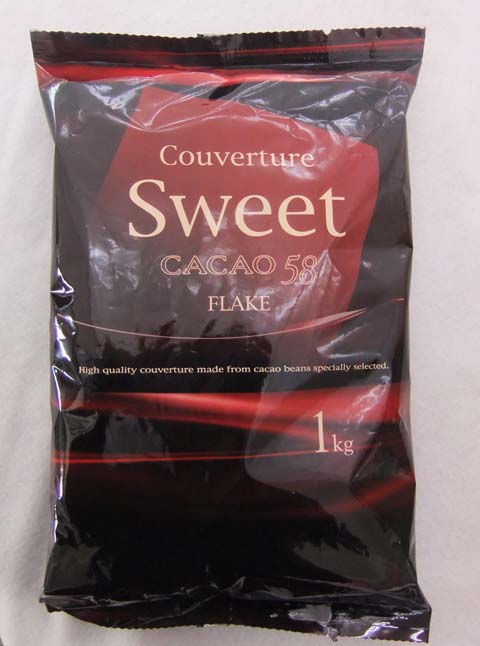 Couverture
Sweet
CACAO 58
FLAKE
High quality couverture made from cacao beans specially selected.
1kg